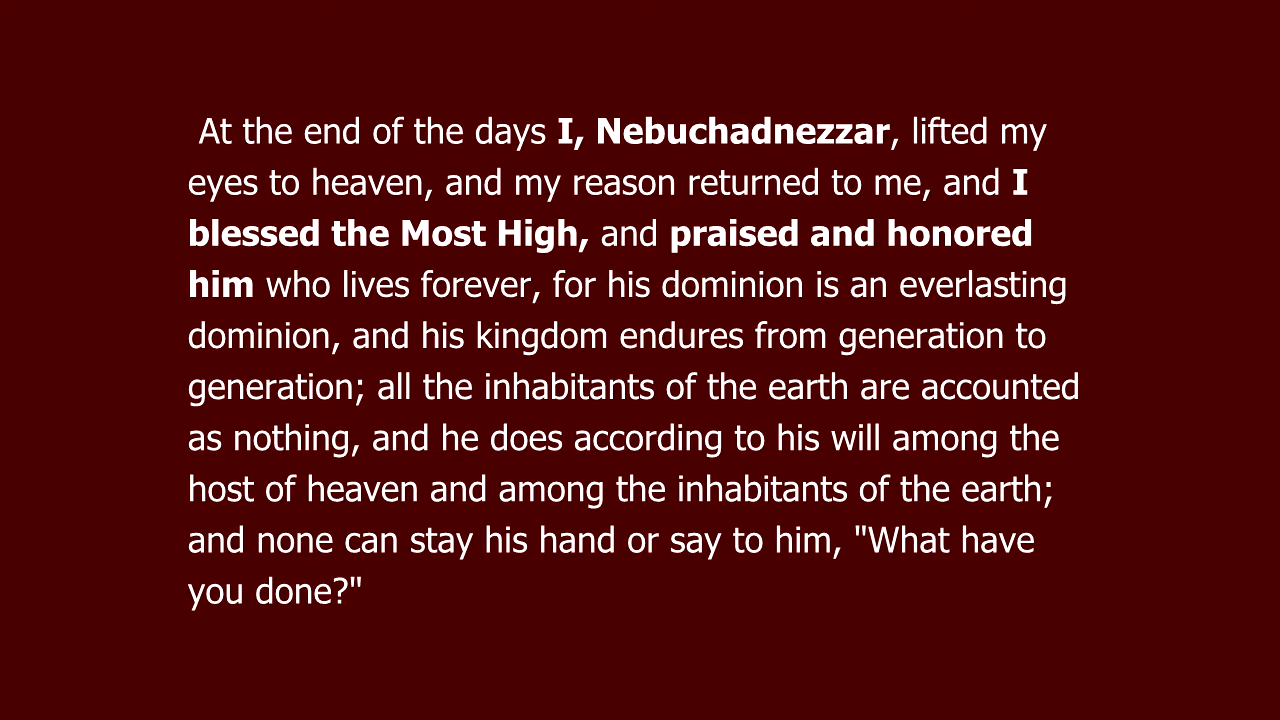 At the end of the days I, Nebuchadnezzar, lifted my
eyes to heaven, and my reason returned to me, and I
blessed the Most High, and praised and honored
him who lives forever, for his dominion is an everlasting
dominion, and his kingdom endures from generation to
generation; all the inhabitants of the earth are accounted
as nothing, and he does according to his will among the
host of heaven and among the inhabitants of the earth;
and none can stay his hand or say to him, "What have
you done?"